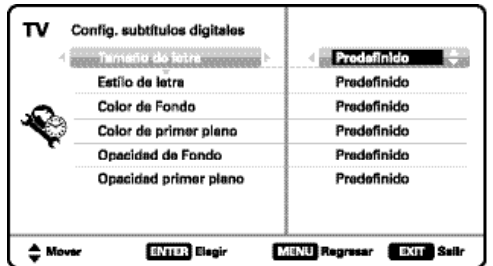 TV Config. subtítulos digitales
Tamaño de letra Predefinido
Estilo de letra Predefinido
Color de Fondo Predefinido
Color de primer plano Predefinido
Opacidad de Fondo Predefinido
Opacidad primer plano Predefinido
Mover ENTER Elegir MENU Regresar EXIT Salir